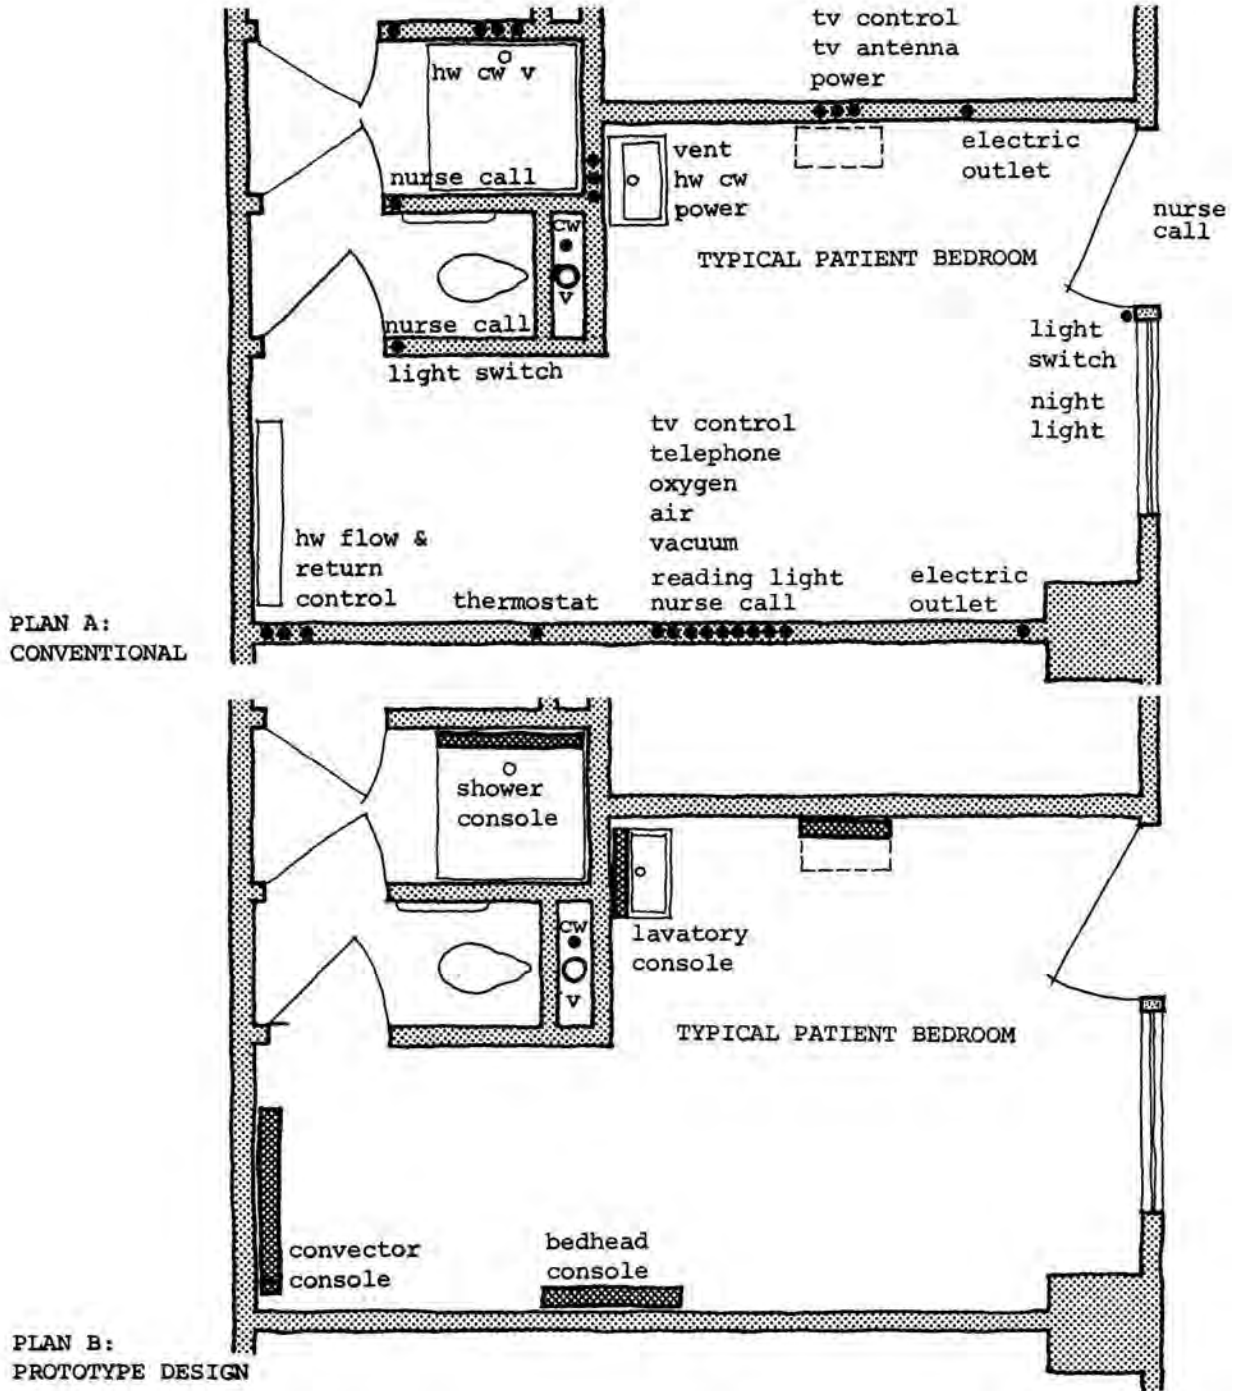 tv control
tv antenna
power
hw cw v
vent
hw cw
power
electric
outlet
nurse call
nurse
call
cw
v
TYPICAL PATIENT BEDROOM
nurse call
light switch
light
switch
night
light
tv control
telephone
oxygen
air
vacuum
reading light
nurse call
hw flow &
return
control
thermostat
electric
outlet
PLAN A:
CONVENTIONAL
shower
console
lavatory
console
cw
v
TYPICAL PATIENT BEDROOM
convector
console
bedhead
console
PLAN B:
PROTOTYPE DESIGN